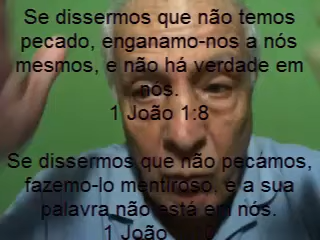 Se dissermos que não temos
pecado, enganamo-nos a nós
mesmos, e não há verdade em
nós.
1 João 1:8
Se dissermos que não pecamos,
fazemo-lo mentiroso, e a sua
palavra não está em nós.
1 João